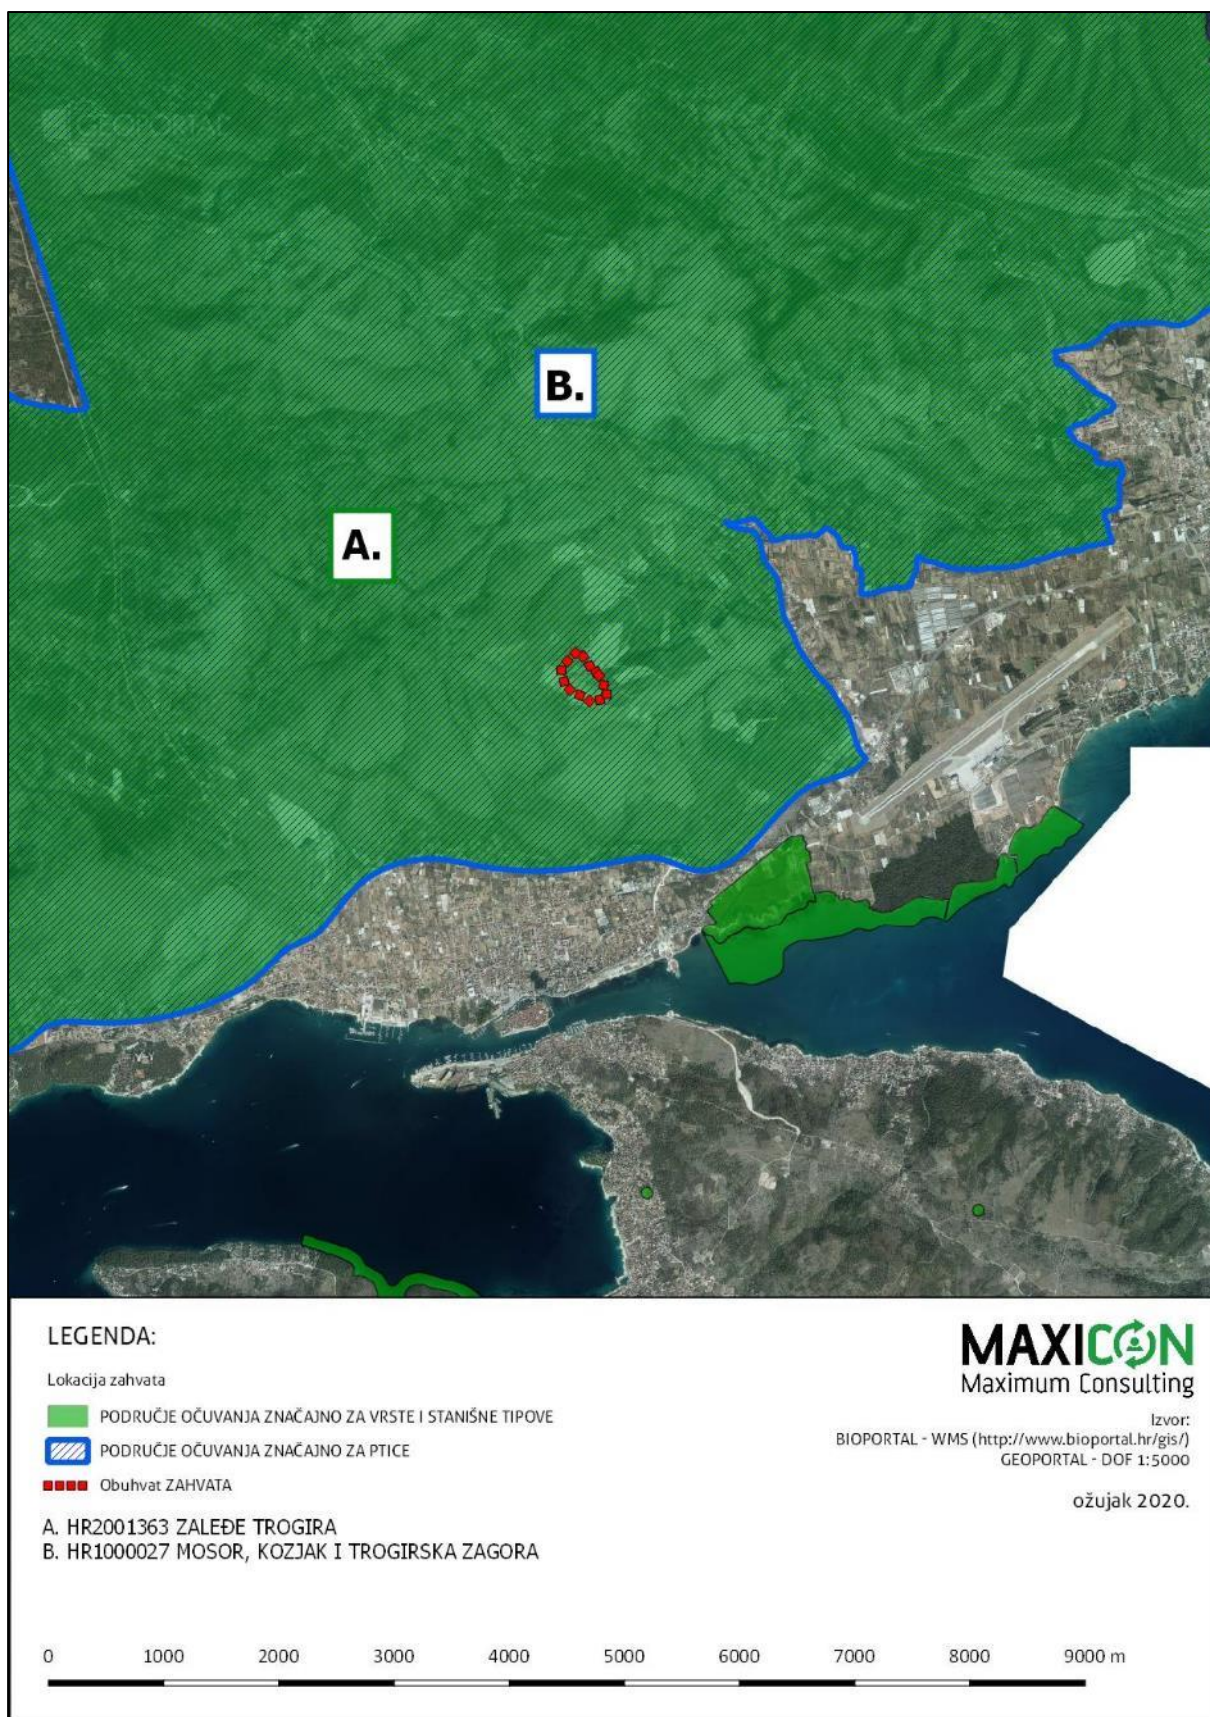 GEOPORTAL
B.
A.
LEGENDA:
Lokacija zahvata
PODRUČJE OČUVANJA ZNAČAJNO ZA VRSTE I STANIŠNE TIPOVE
PODRUČJE OČUVANJA ZNAČAJNO ZA PTICE
Obuhvat ZAHVATA
A. HR2001363 ZALEĐE TROGIRA
B. HR1000027 MOSOR, KOZJAK I TROGIRSKA ZAGORA
MAXICON
Maximum Consulting
Izvor:
BIOPORTAL - WMS (http://www.bioportal.hr/gis/)
GEOPORTAL - DOF 1:5000
ožujak 2020.
0 1000 2000 3000 4000 5000 6000 7000 8000 9000 m